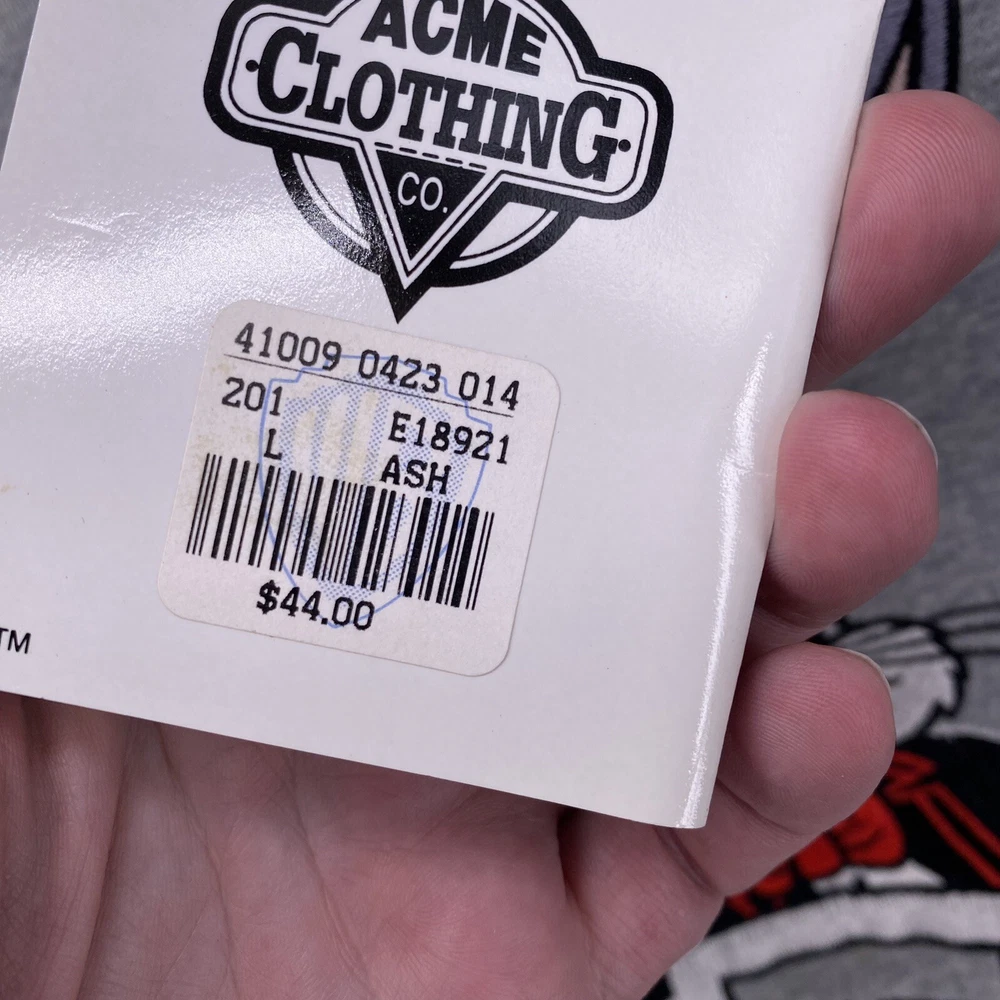 ACME
CLOTHING
CO.
41009 0423 014
201 E18921
L ASH
$44.00
TM